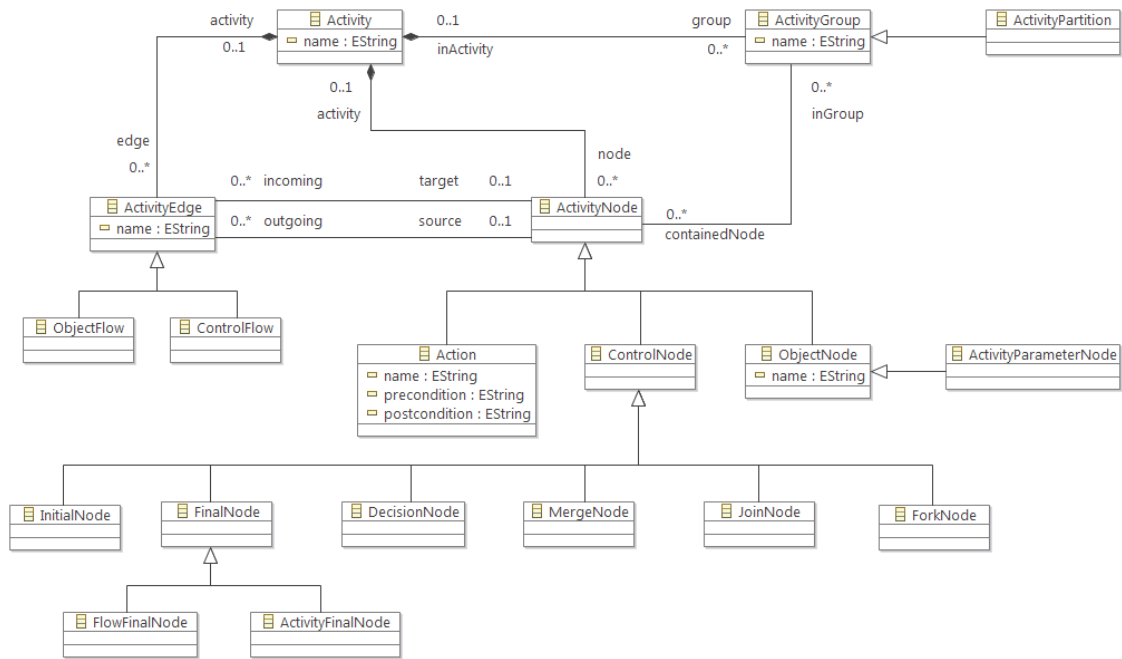 activity
Activity
0..1
group
ActivityGroup
ActivityPartition
0..1
name : EString
inActivity
0..*
name : EString
0..1
activity
0..*
inGroup
edge
0..*
node
0..*
0..* incoming
target 0..1
ActivityEdge
name : EString
0..* outgoing
source 0..1
ActivityNode
0..*
containedNode
ObjectFlow
ControlFlow
Action
name : EString
precondition : EString
postcondition : EString
ControlNode
ObjectNode
name : EString
ActivityParameterNode
InitialNode
FinalNode
DecisionNode
MergeNode
JoinNode
ForkNode
FlowFinalNode
ActivityFinalNode